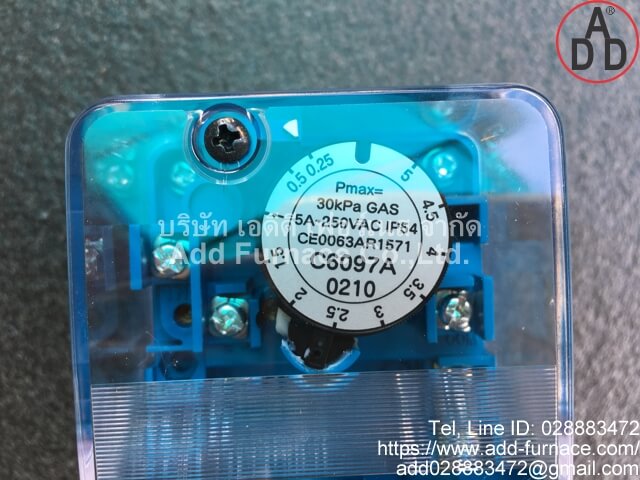 ADD
0.5 0.25 5 4.5 4 3.5 3 2.5 2 1.5 1
Pmax=
30kPa GAS
5A~250VAC IP54
CE0063AR1571
C6097A
0210
บริษัท เอดดี เฟอร์เนส จำกัด
Add Furnace Co.,Ltd.
Tel, Line ID: 028883472
https://www.add-furnace.com/
add028883472@gmail.com